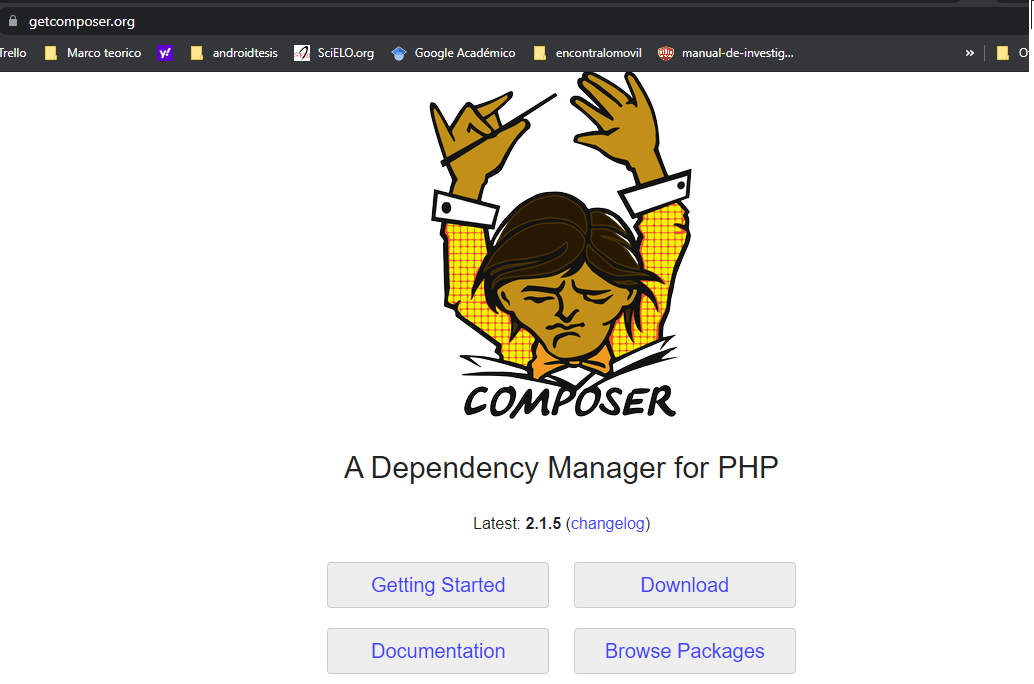 getcomposer.org
Trello Marco teorico y! androidtesis SciELO.org Google Académico encontralomovil manual-de-investig... »
COMPOSER
A Dependency Manager for PHP
Latest: 2.1.5 (changelog)
Getting Started Download
Documentation Browse Packages